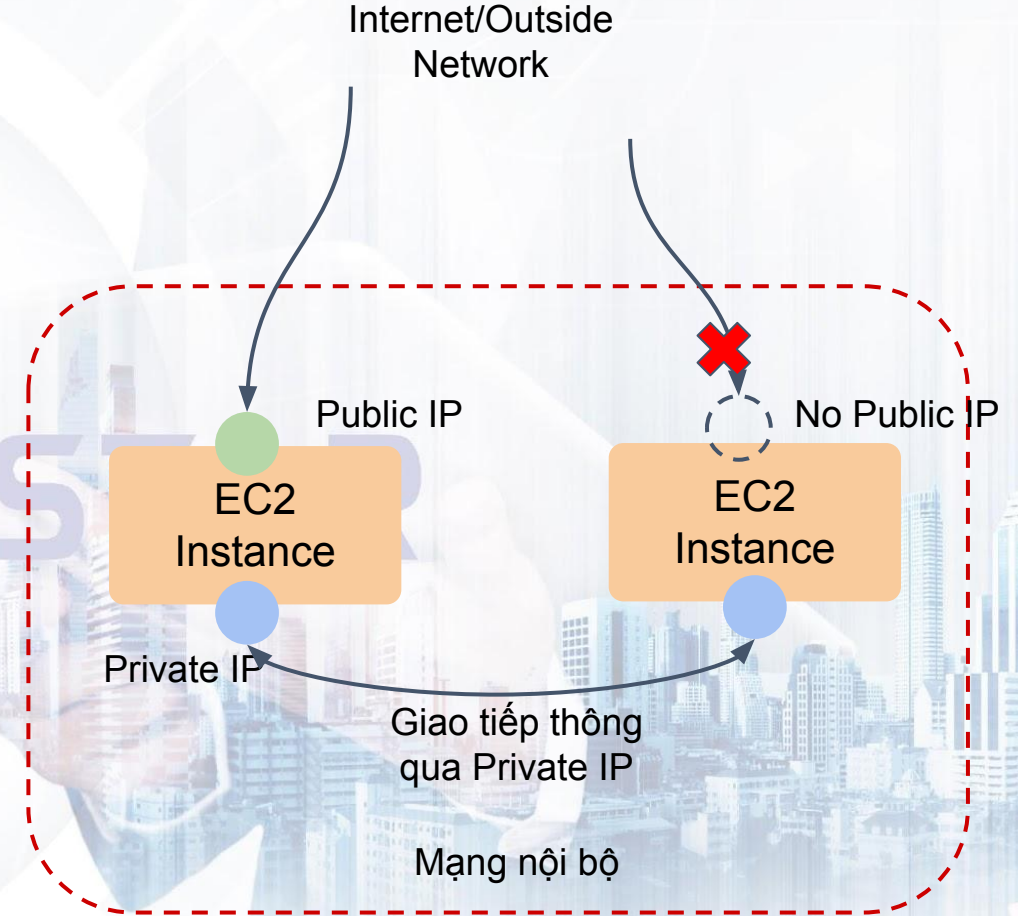 Internet/Outside
Network
Public IP
No Public IP
EC2
Instance
EC2
Instance
Private IP
Giao tiếp thông
qua Private IP
Mạng nội bộ